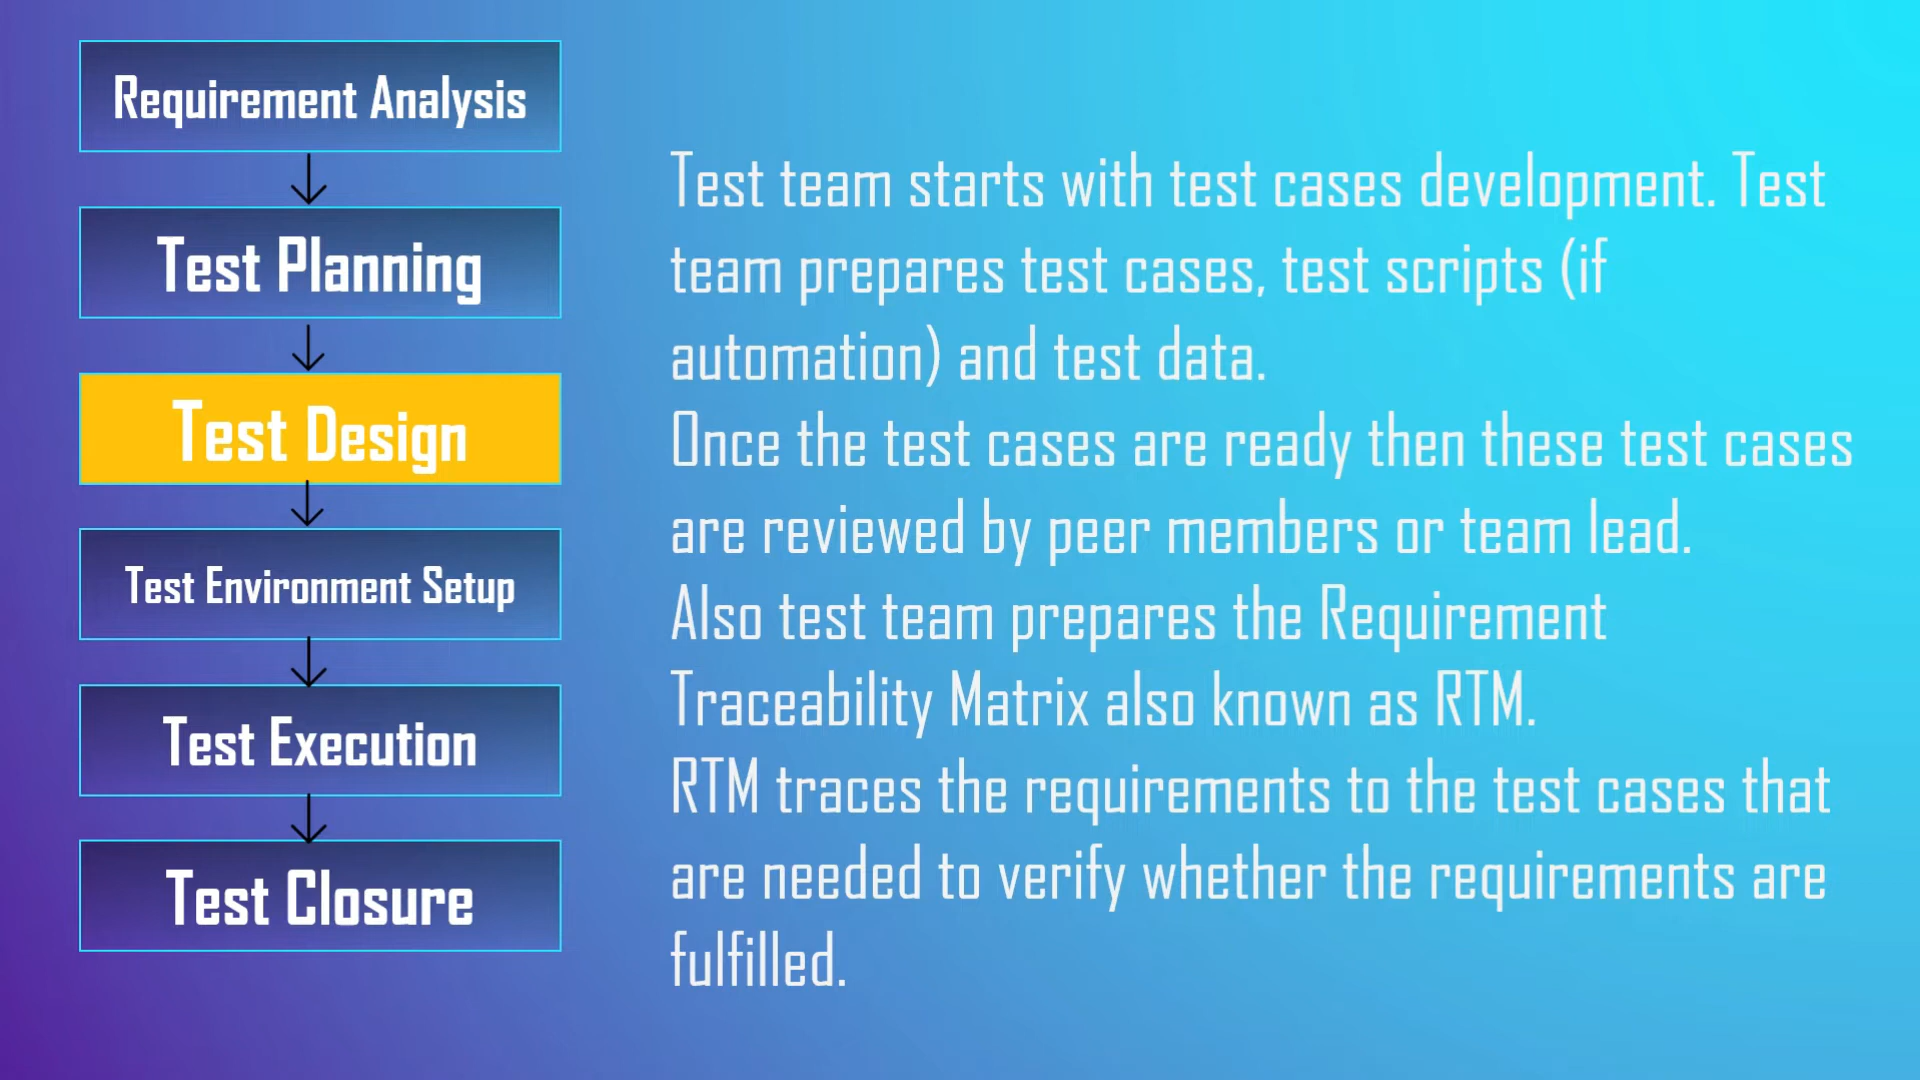 Requirement Analysis
Test Planning
Test Design
Test Environment Setup
Test Execution
Test Closure
Test team starts with test cases development. Test
team prepares test cases, test scripts (if
automation) and test data.
Once the test cases are ready then these test cases
are reviewed by peer members or team lead.
Also test team prepares the Requirement
Traceability Matrix also known as RTM.
RTM traces the requirements to the test cases that
are needed to verify whether the requirements are
fulfilled.